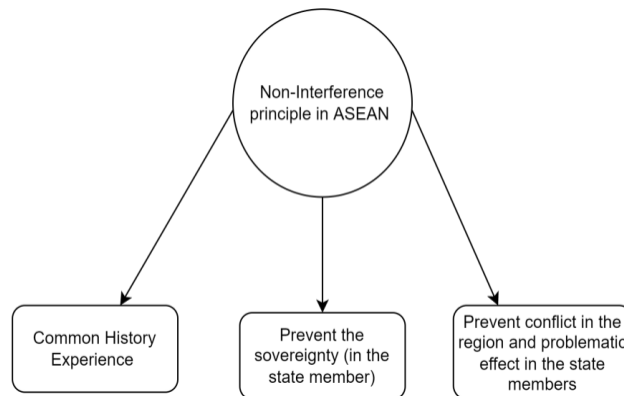 Non-Interference
principle in ASEAN
Common History
Experience
Prevent the
sovereignty (in the
state member)
Prevent conflict in the
region and problematic
effect in the state
members